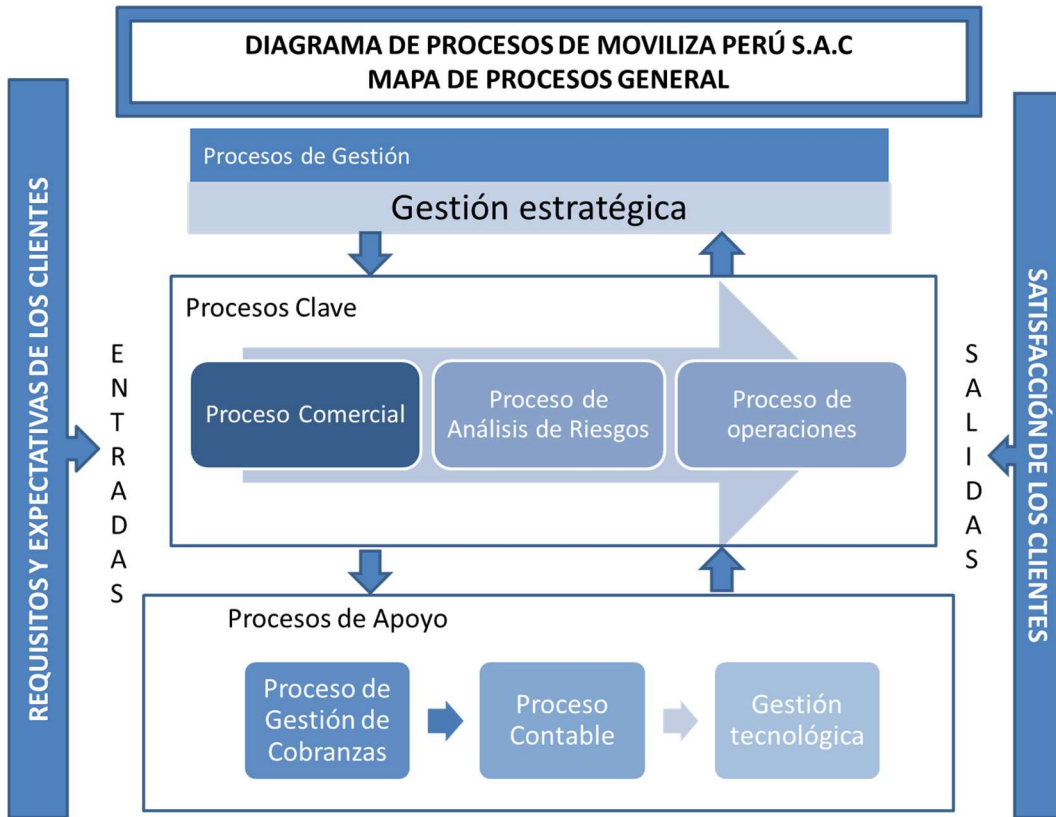 DIAGRAMA DE PROCESOS DE MOVILIZA PERÚ S.A.C
MAPA DE PROCESOS GENERAL
REQUISITOS Y EXPECTATIVAS DE LOS CLIENTES
ENTRADAS
Procesos de Gestión
Gestión estratégica
Procesos Clave
Proceso Comercial
Proceso de
Análisis de Riesgos
Proceso de
operaciones
Procesos de Apoyo
Proceso de
Gestión de
Cobranzas
Proceso
Contable
Gestión
tecnológica
SALIDAS
SATISFACCIÓN DE LOS CLIENTES